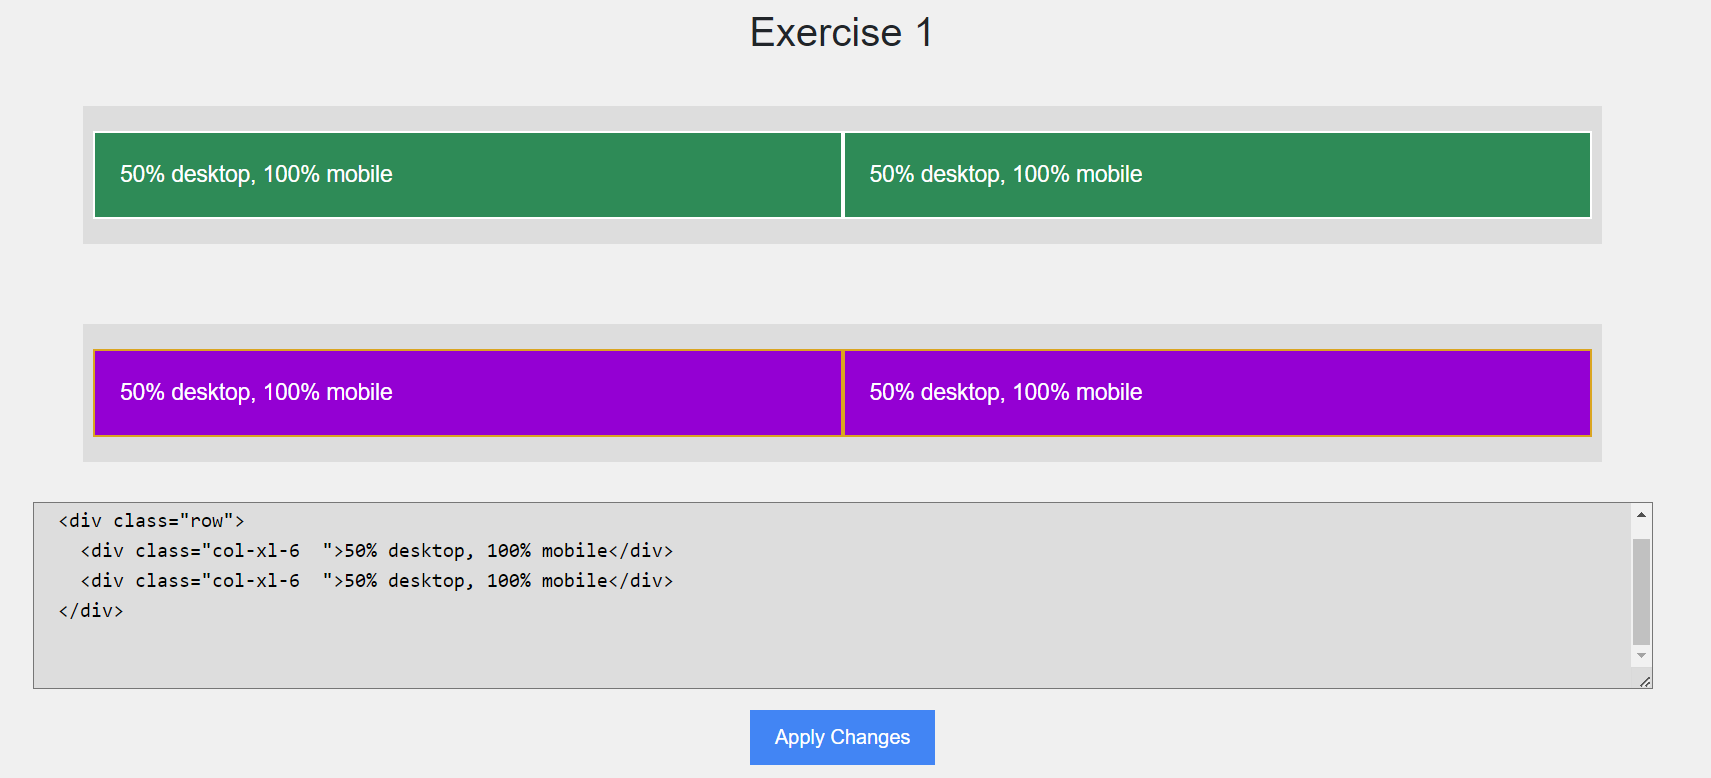 Exercise 1
50% desktop, 100% mobile
50% desktop, 100% mobile
50% desktop, 100% mobile
50% desktop, 100% mobile
<div class="row">
  <div class="col-xl-6  ">50% desktop, 100% mobile</div>
  <div class="col-xl-6  ">50% desktop, 100% mobile</div>
</div>
Apply Changes